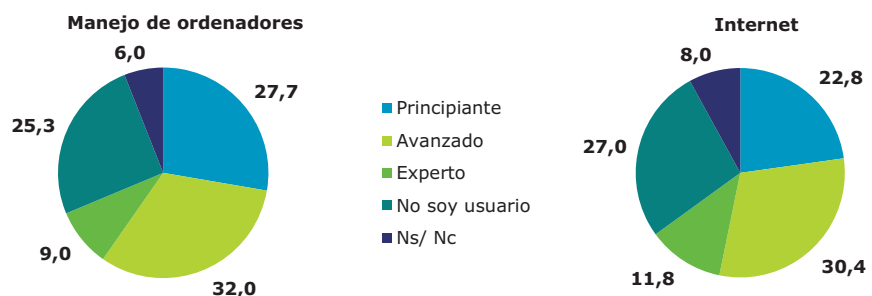 Manejo de ordenadores
6,0
27,7
25,3
9,0
32,0
Principiante
Avanzado
Experto
No soy usuario
Ns/ Nc
Internet
8,0
22,8
27,0
11,8
30,4